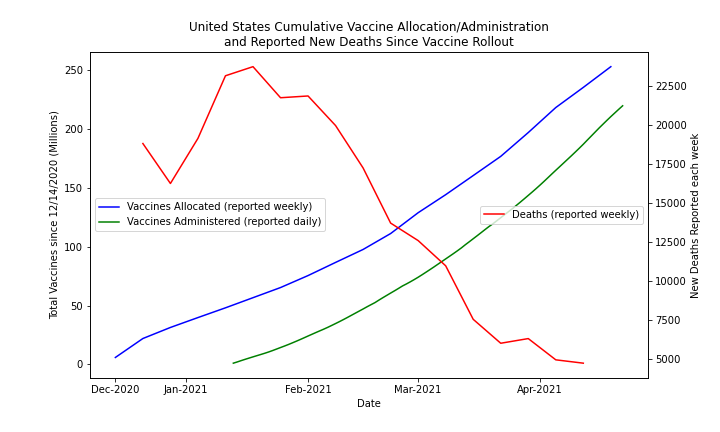 United States Cumulative Vaccine Allocation/Administration
and Reported New Deaths Since Vaccine Rollout
Total Vaccines since 12/14/2020 (Millions)
250
200
150
100
50
0
Vaccines Allocated (reported weekly)
Vaccines Administered (reported daily)
Deaths (reported weekly)
22500
20000
17500
15000
12500
10000
7500
5000
New Deaths Reported each week
Dec-2020
Jan-2021
Feb-2021
Mar-2021
Apr-2021
Date